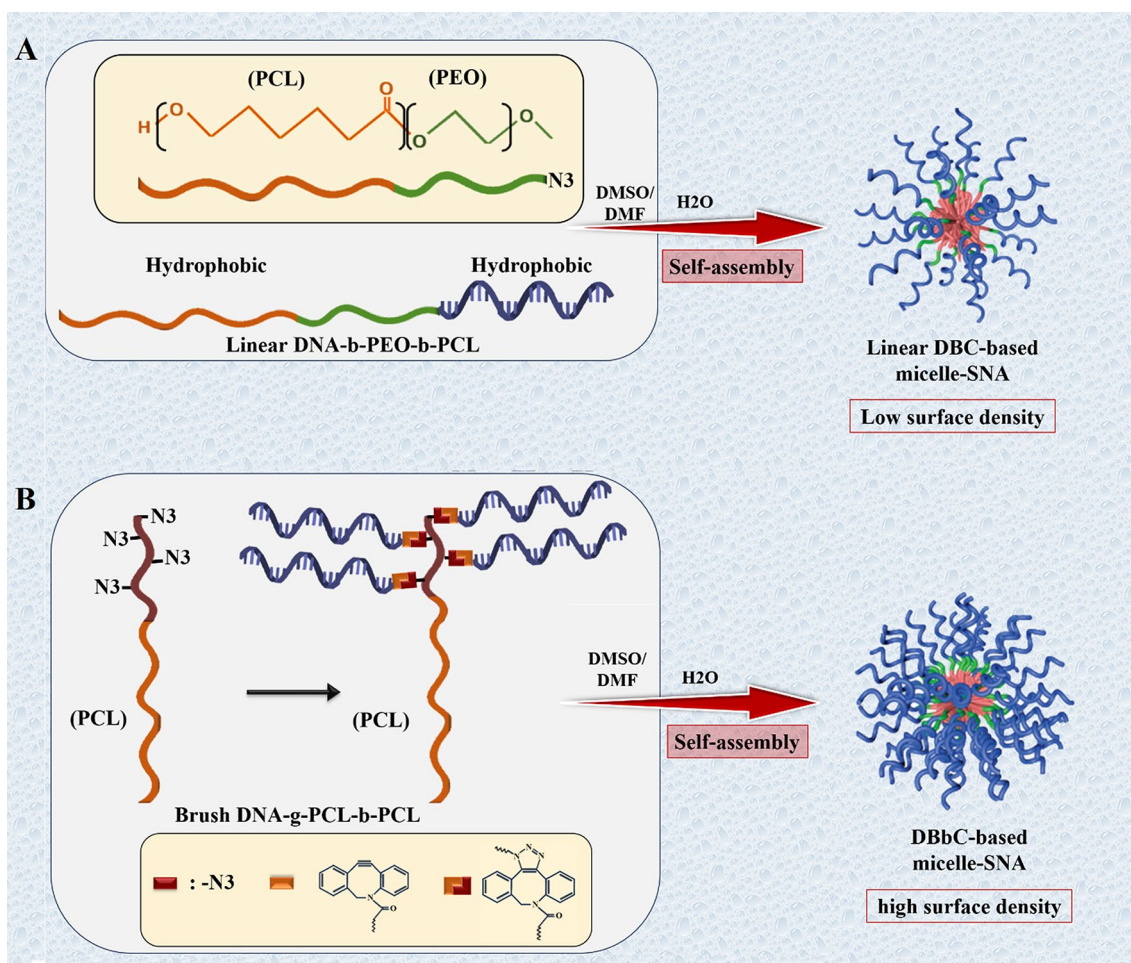 A
(PCL) (PEO)
H O O O O
N3
Hydrophobic Hydrophobic
Linear DNA-b-PEO-b-PCL
DMSO/
DMF H2O
Self-assembly
Linear DBC-based
micelle-SNA
Low surface density
B
N3
N3
N3
N3
(PCL) (PCL)
Brush DNA-g-PCL-b-PCL
: -N3
N
O
N N
N
N
O
DMSO/
DMF H2O
Self-assembly
DBbC-based
micelle-SNA
high surface density